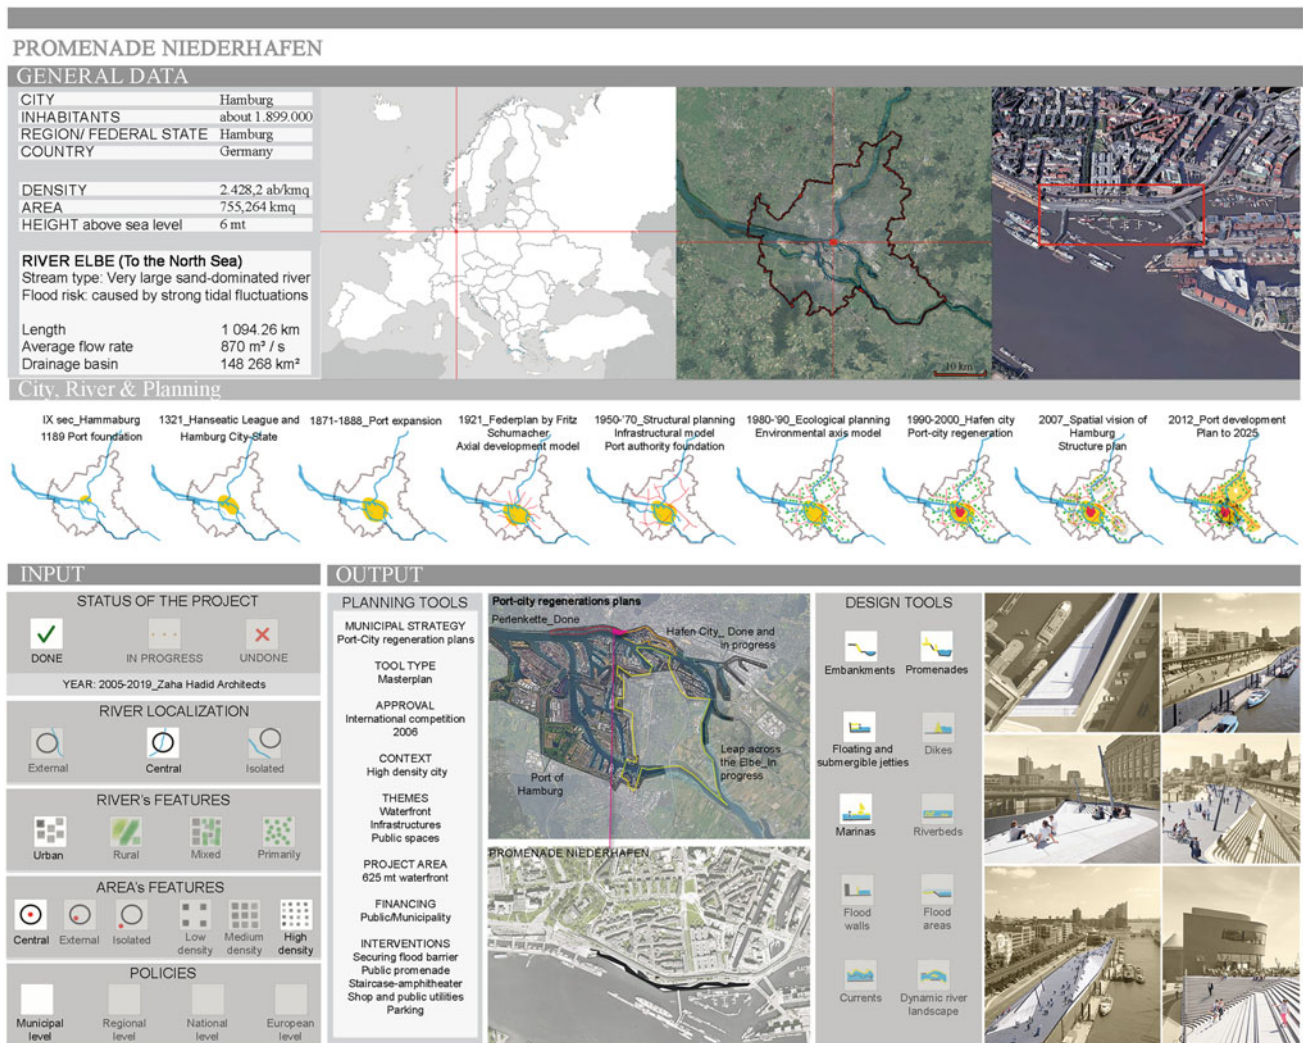 PROMENADE NIEDERHAFEN
GENERAL DATA
CITY Hamburg
INHABITANTS about 1.899.000
REGION/ FEDERAL STATE Hamburg
COUNTRY Germany
DENSITY 2.428,2 ab/kmq
AREA 755,264 kmq
HEIGHT above sea level 6 mt
RIVER ELBE (To the North Sea)
Stream type: Very large sand-dominated river
Flood risk: caused by strong tidal fluctuations
Length 1 094.26 km
Average flow rate 870 m³ / s
Drainage basin 148 268 km²
10 km
City, River & Planning
IX sec_Hammaburg
1189 Port foundation
1321_Hanseatic League and
Hamburg City-State
1871-1888_Port expansion
1921_Federplan by Fritz
Schumacher
Axial development model
1950-'70_Structural planning
Infrastructural model
Port authority foundation
1980-'90_Ecological planning
Environmental axis model
1990-2000_Hafen city
Port-city regeneration
2007_Spatial vision of
Hamburg
Structure plan
2012_Port development
Plan to 2025
INPUT
STATUS OF THE PROJECT
DONE
IN PROGRESS
UNDONE
YEAR: 2005-2019_Zaha Hadid Architects
RIVER LOCALIZATION
External
Central
Isolated
RIVER's FEATURES
Urban
Rural
Mixed
Primarily
AREA's FEATURES
Central
External
Isolated
Low
density
Medium
density
High
density
POLICIES
Municipal
level
Regional
level
National
level
European
level
OUTPUT
PLANNING TOOLS
MUNICIPAL STRATEGY
Port-City regeneration plans
TOOL TYPE
Masterplan
APPROVAL
International competition
2006
CONTEXT
High density city
THEMES
Waterfront
Infrastructures
Public spaces
PROJECT AREA
625 mt waterfront
FINANCING
Public/Municipality
INTERVENTIONS
Securing flood barrier
Public promenade
Staircase-amphitheater
Shop and public utilities
Parking
Port-city regenerations plans
Perlenkette_Done
Hafen City_ Done and
in progress
Leap across
the Elbe_In
progress
Port of
Hamburg
PROMENADE NIEDERHAFEN
DESIGN TOOLS
Embankments
Promenades
Floating and
submergible jetties
Dikes
Marinas
Riverbeds
Flood
walls
Flood
areas
Currents
Dynamic river
landscape